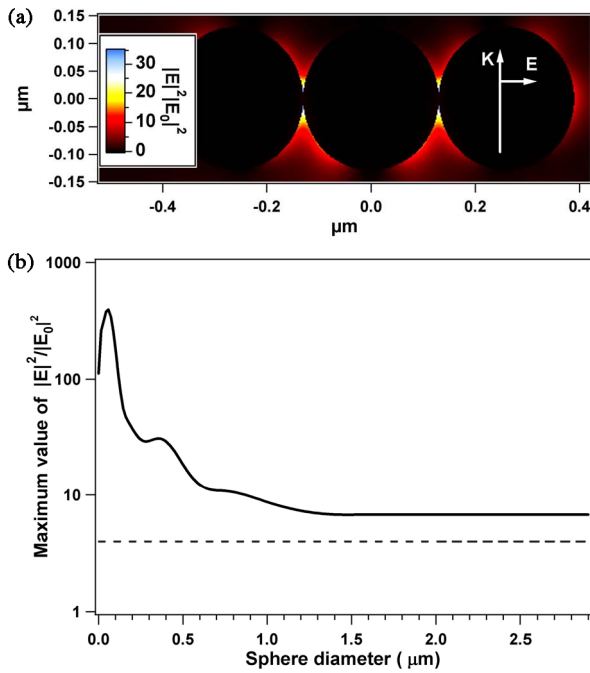 (a)
0.15
0.10
0.05
0.00
-0.05
-0.10
-0.15
μm
30
20
10
0
|E|²|E₀|²
K
E
-0.4
-0.2
0.0
0.2
0.4
μm
(b)
1000
100
10
1
Maximum value of |E|²/|E₀|²
0.0
0.5
1.0
1.5
2.0
2.5
Sphere diameter ( μm)